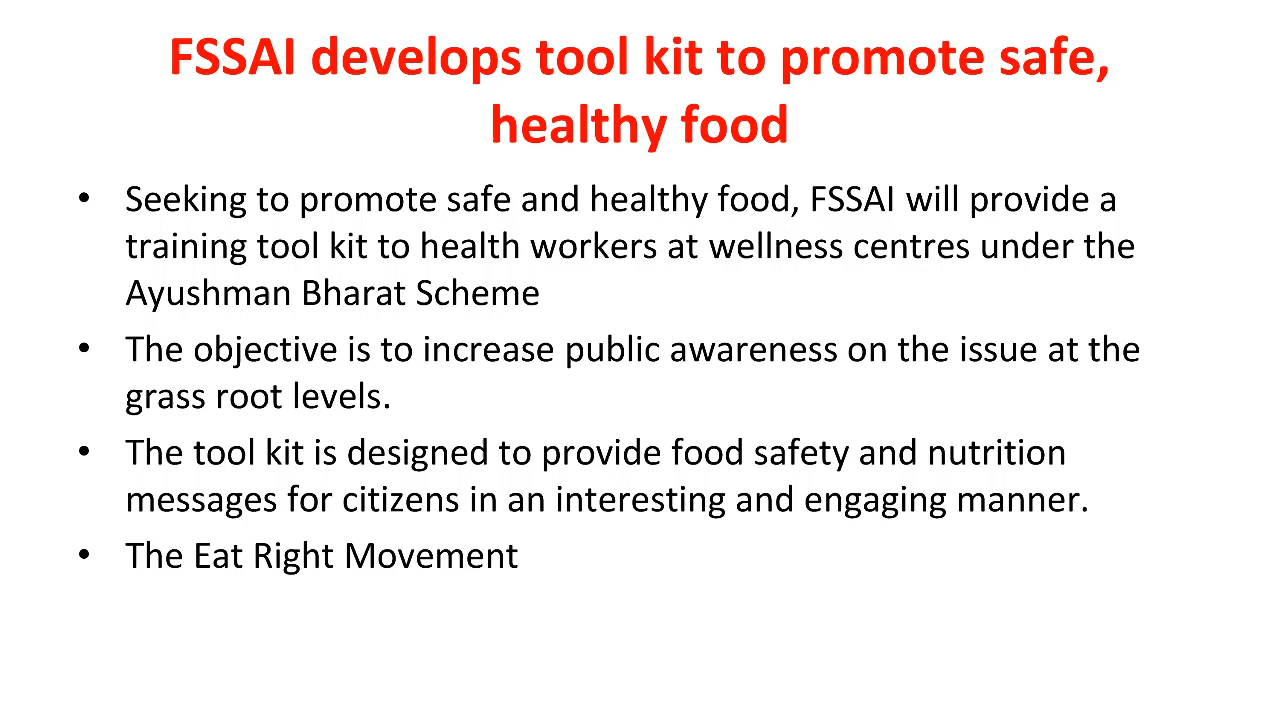 FSSAI develops tool kit to promote safe,
healthy food
• Seeking to promote safe and healthy food, FSSAI will provide a
training tool kit to health workers at wellness centres under the
Ayushman Bharat Scheme
• The objective is to increase public awareness on the issue at the
grass root levels.
• The tool kit is designed to provide food safety and nutrition
messages for citizens in an interesting and engaging manner.
• The Eat Right Movement